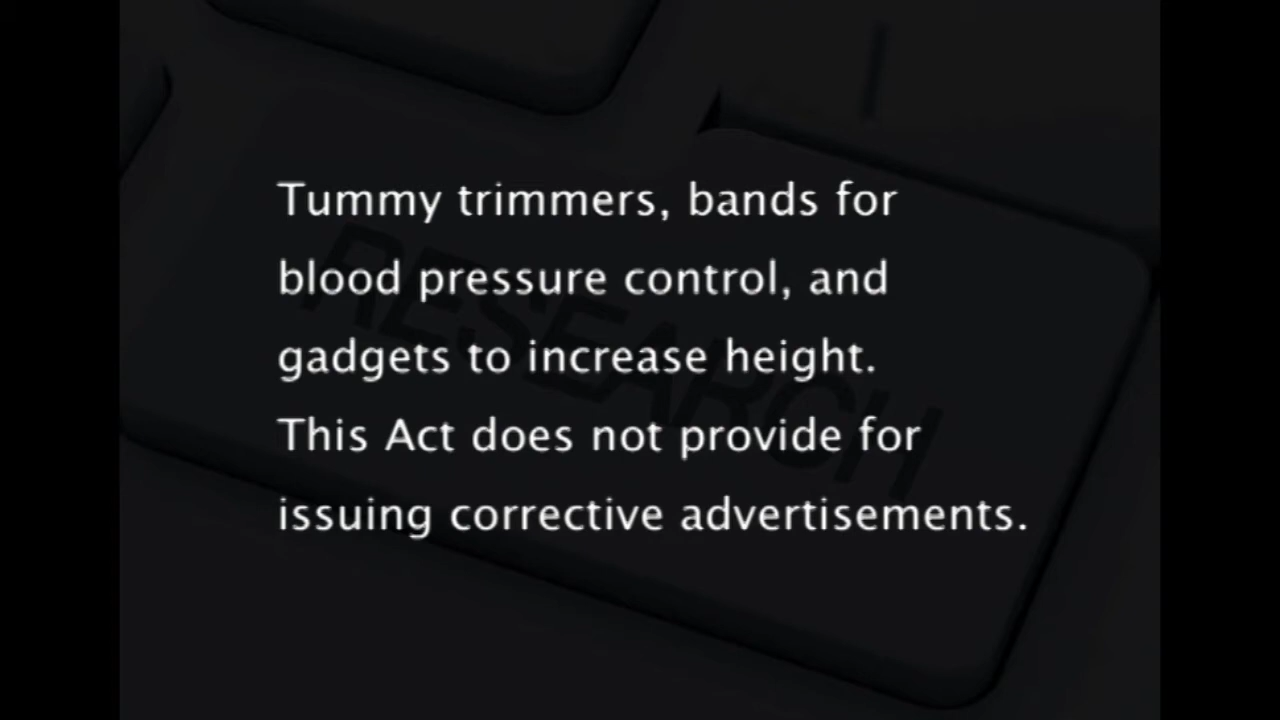 Tummy trimmers, bands for
blood pressure control, and
gadgets to increase height.
This Act does not provide for
issuing corrective advertisements.
RESEARCH